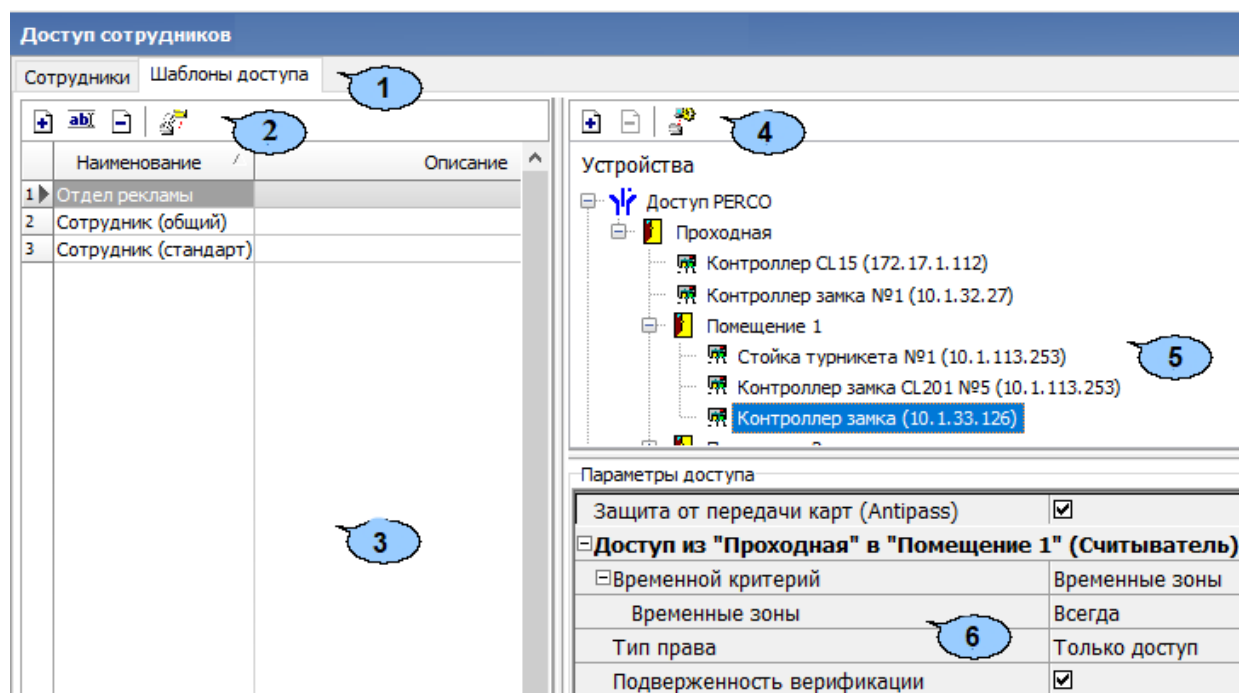 Доступ сотрудников
Сотрудники Шаблоны доступа
1
abI
2
Наименование Описание
1 Отдел рекламы
2 Сотрудник (общий)
3 Сотрудник (стандарт)
3
4
Устройства
Доступ PERCO
Проходная
Контроллер CL15 (172.17.1.112)
Контроллер замка №1 (10.1.32.27)
Помещение 1
Стойка турникета №1 (10.1.113.253)
5
Контроллер замка CL201 №5 (10.1.113.253)
Контроллер замка (10.1.33.126)
Параметры доступа
Защита от передачи карт (Antipass)
Доступ из "Проходная" в "Помещение 1" (Считыватель)
Временной критерий Временные зоны
Временные зоны Всегда
6
Тип права Только доступ
Подверженность верификации